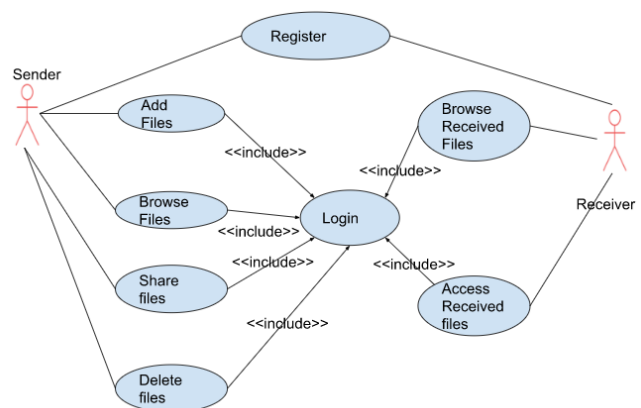 Register
Sender
Add
Files
Browse
Received
Files
<<include>>
<<include>>
Browse
Files
Login
Receiver
<<include>>
Share
files
<<include>>
<<include>>
Access
Received
files
<<include>>
Delete
files